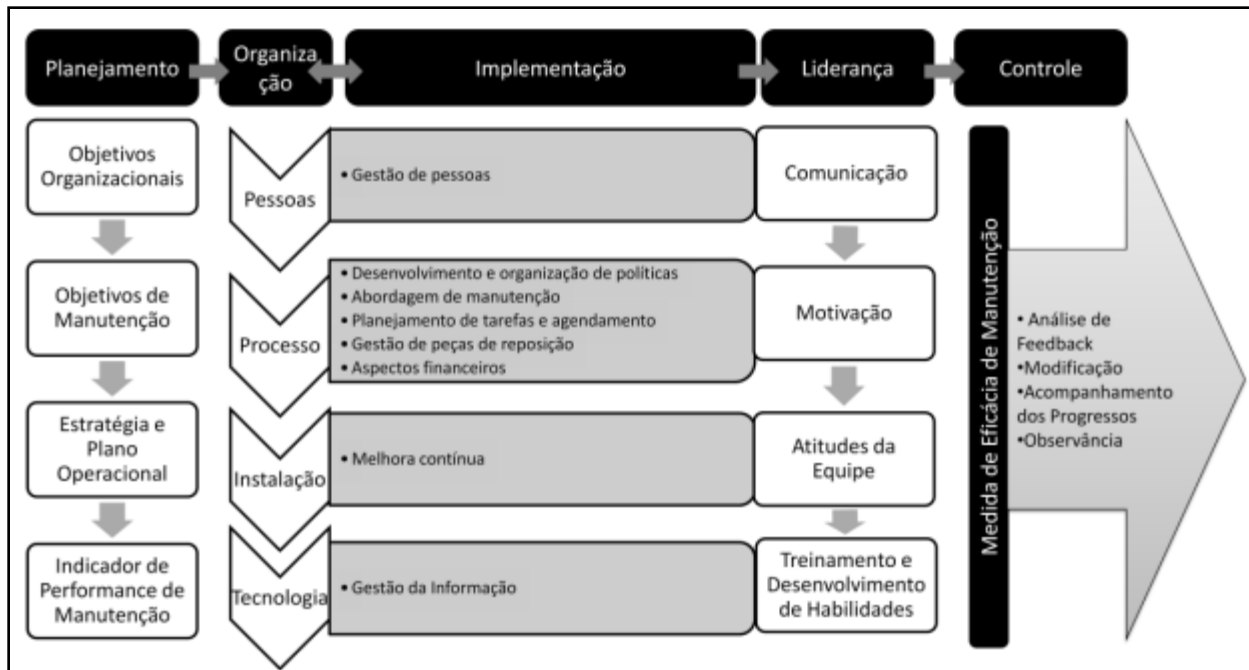 Planejamento
Organiza
ção
Implementação
Liderança
Controle
Objetivos
Organizacionais
Objetivos de
Manutenção
Estratégia e
Plano
Operacional
Indicador de
Performance de
Manutenção
Pessoas
Processo
Instalação
Tecnologia
• Gestão de pessoas
• Desenvolvimento e organização de políticas
• Abordagem de manutenção
• Planejamento de tarefas e agendamento
• Gestão de peças de reposição
• Aspectos financeiros
• Melhora contínua
• Gestão da Informação
Comunicação
Motivação
Atitudes da
Equipe
Treinamento e
Desenvolvimento
de Habilidades
Medida de Eficácia de Manutenção
• Análise de
Feedback
•Modificação
•Acompanhamento
dos Progressos
•Observância